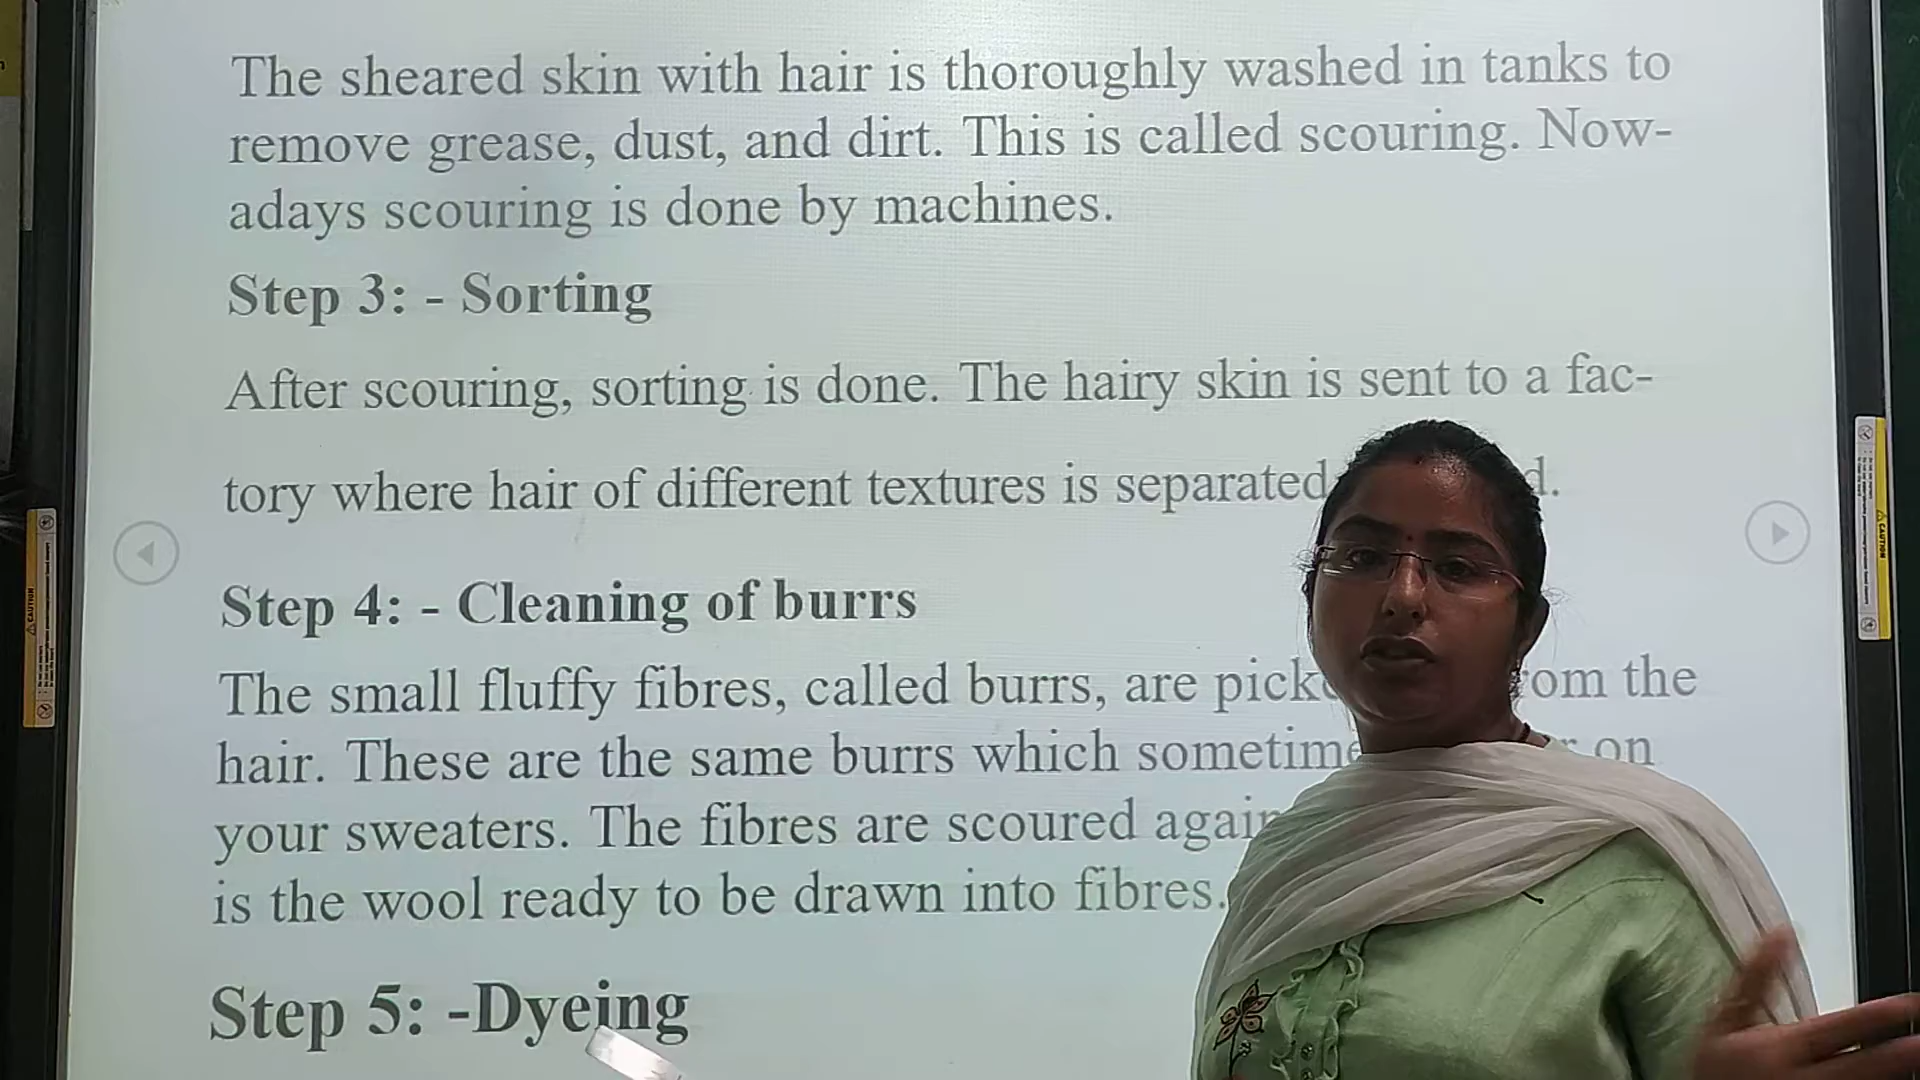 The sheared skin with hair is thoroughly washed in tanks to
remove grease, dust, and dirt. This is called scouring. Now-
adays scouring is done by machines.
Step 3: - Sorting
After scouring, sorting is done. The hairy skin is sent to a fac-
tory where hair of different textures is separated
Step 4: - Cleaning of burrs
The small fluffy fibres, called burrs, are the
hair. These are the same burrs which on
your sweaters. The fibres are scoured
is the wool ready to be drawn into fibres.
Step 5: -Dyeing
CAUTION
CAUTION